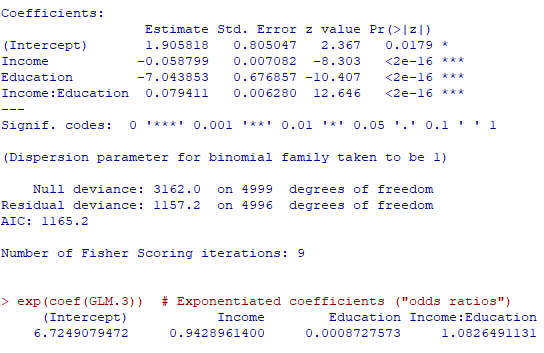 Coefficients:
Estimate Std. Error z value Pr(>|z|)
(Intercept) 1.905818 0.805047 2.367 0.0179 *
Income -0.058799 0.007082 -8.303 <2e-16 ***
Education -7.043853 0.676857 -10.407 <2e-16 ***
Income:Education 0.079411 0.006280 12.646 <2e-16 ***
---
Signif. codes: 0 '***' 0.001 '**' 0.01 '*' 0.05 '.' 0.1 ' ' 1
(Dispersion parameter for binomial family taken to be 1)
Null deviance: 3162.0 on 4999 degrees of freedom
Residual deviance: 1157.2 on 4996 degrees of freedom
AIC: 1165.2
Number of Fisher Scoring iterations: 9
> exp(coef(GLM.3)) # Exponentiated coefficients ("odds ratios")
(Intercept) Income Education Income:Education
6.7249079472 0.9428961400 0.0008727573 1.0826491131